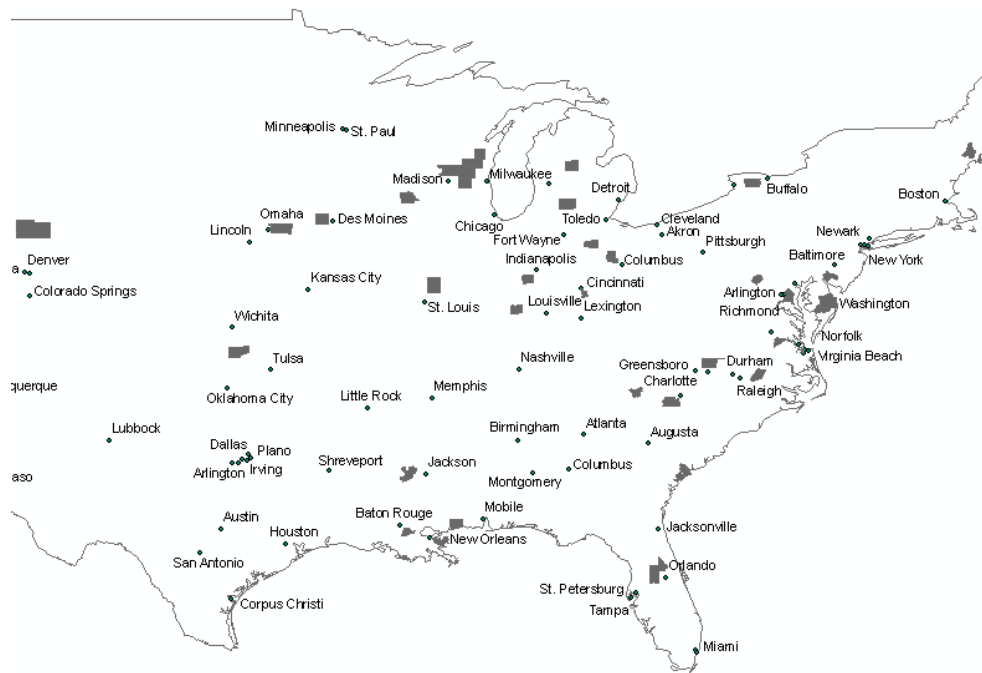 Minneapolis
St. Paul
Madison
Milwaukee
Detroit
Buffalo
Boston
Omaha
Des Moines
Lincoln
Chicago
Toledo
Cleveland
Akron
Fort Wayne
Pittsburgh
Newark
New York
Baltimore
a
Denver
Indianapolis
Columbus
Colorado Springs
Kansas City
Cincinnati
St. Louis
Louisville
Lexington
Arlington
Washington
Richmond
Wichita
Norfolk
Virginia Beach
Tulsa
Nashville
Greensboro
Durham
Charlotte
Raleigh
querque
Oklahoma City
Little Rock
Memphis
Lubbock
Birmingham
Atlanta
Augusta
Dallas
Plano
Arlington
Irving
Shreveport
Jackson
Columbus
Montgomery
aso
Austin
Houston
Baton Rouge
Mobile
New Orleans
Jacksonville
San Antonio
Orlando
St. Petersburg
Tampa
Corpus Christi
Miami